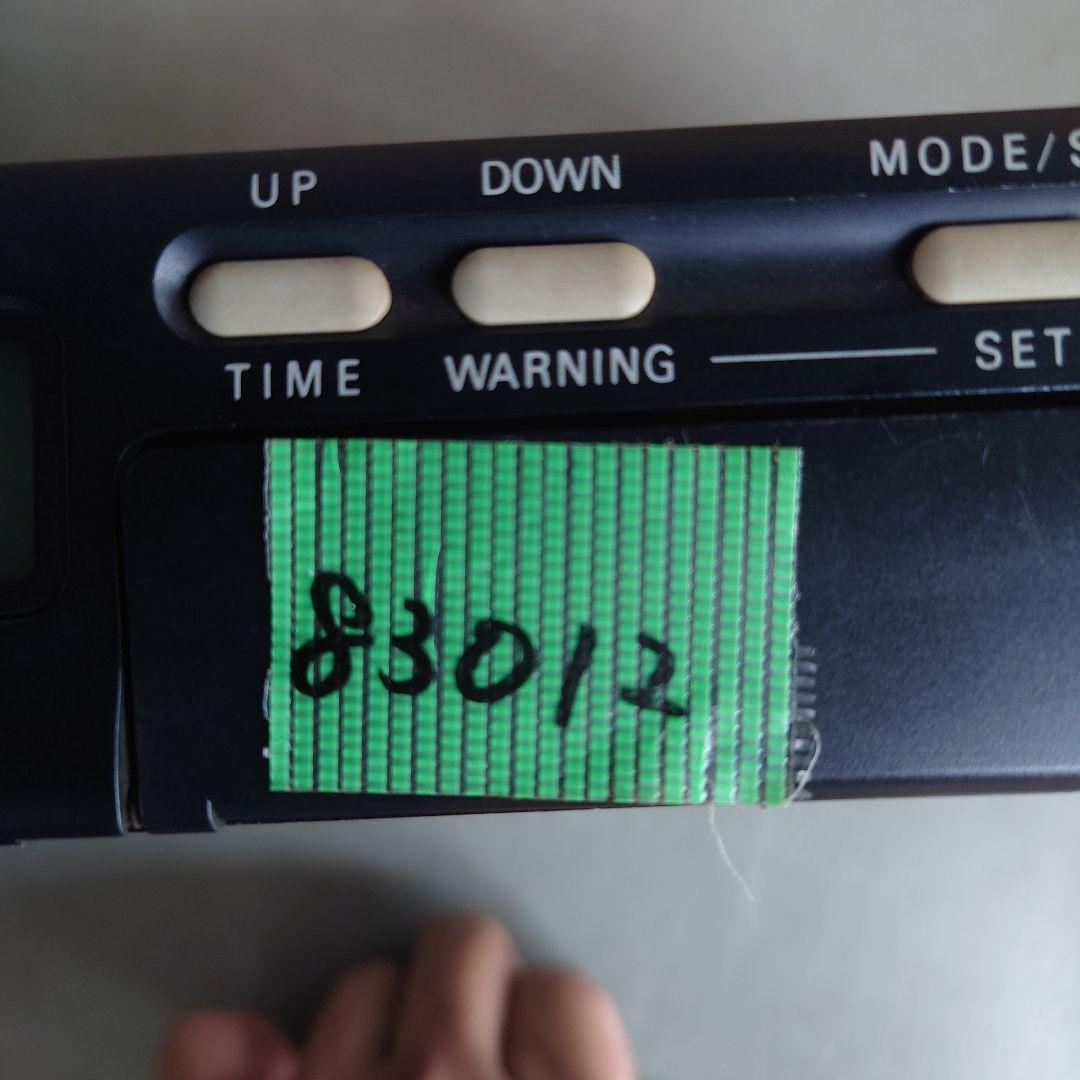 UP DOWN MODE/S
TIME WARNING SET
83012